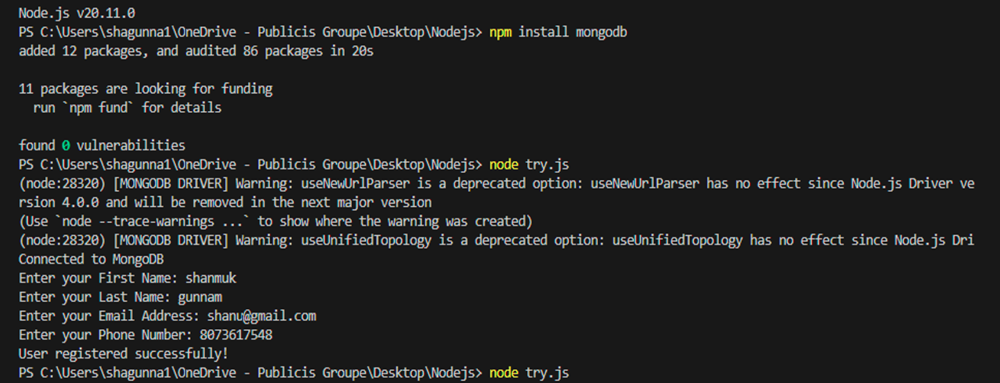 Node.js v20.11.0
PS C:\Users\shagunna1\OneDrive - Publicis Groupe\Desktop\Nodejs> npm install mongodb
added 12 packages, and audited 86 packages in 20s
11 packages are looking for funding
  run `npm fund` for details
found 0 vulnerabilities
PS C:\Users\shagunna1\OneDrive - Publicis Groupe\Desktop\Nodejs> node try.js
(node:28320) [MONGODB DRIVER] Warning: useNewUrlParser is a deprecated option: useNewUrlParser has no effect since Node.js Driver ve
rsion 4.0.0 and will be removed in the next major version
(Use `node --trace-warnings ...` to show where the warning was created)
(node:28320) [MONGODB DRIVER] Warning: useUnifiedTopology is a deprecated option: useUnifiedTopology has no effect since Node.js Dri
Connected to MongoDB
Enter your First Name: shanmuk
Enter your Last Name: gunnam
Enter your Email Address: shanu@gmail.com
Enter your Phone Number: 8073617548
User registered successfully!
PS C:\Users\shagunna1\OneDrive - Publicis Groupe\Desktop\Nodejs> node try.js